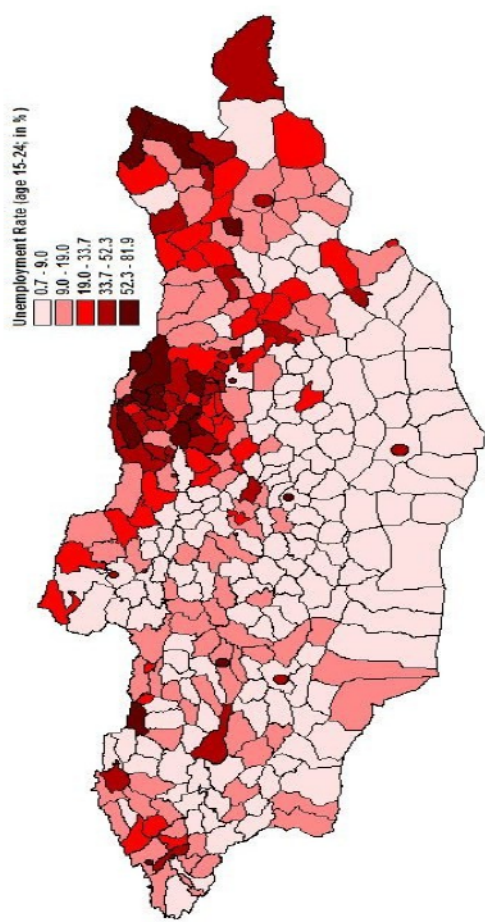 Unemployment Rate (age 15-24; in %)
0.7 - 9.0
9.0 - 19.0
19.0 - 33.7
33.7 - 52.3
52.3 - 81.9